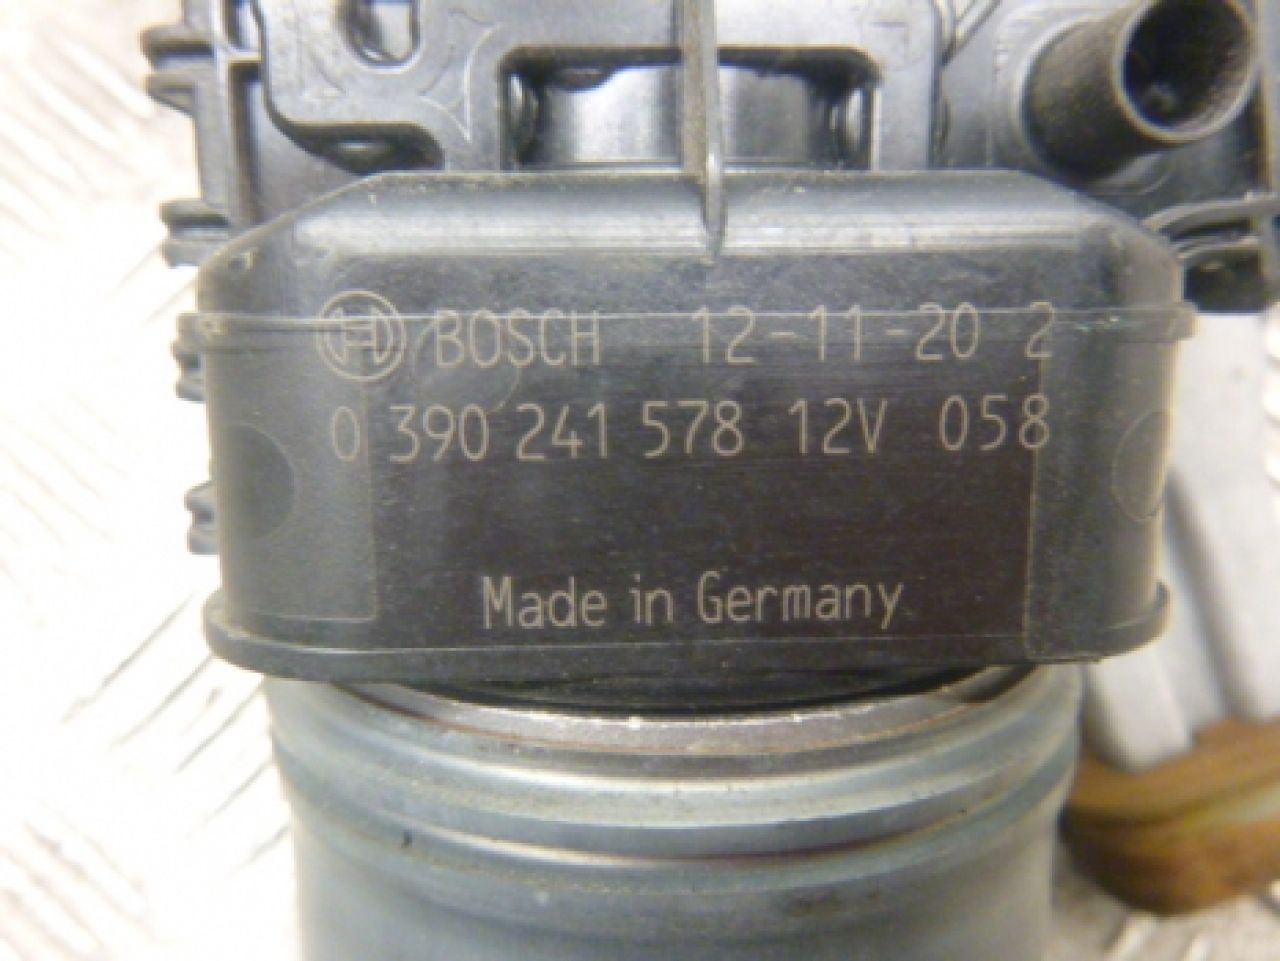 BOSCH 12-11-20 2
0 390 241 578 12V 058
Made in Germany